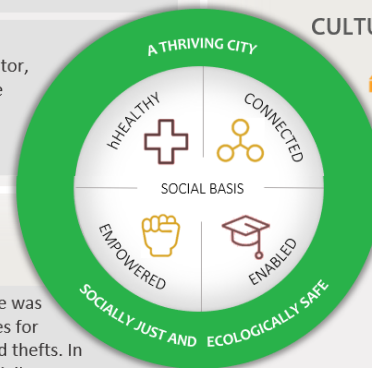 CULTU
A THRIVING CITY
tor,
hHEALTHY
CONNECTED
SOCIAL BASIS
EMPOWERED
ENABLED
SOCIALLY JUST AND ECOLOGICALLY SAFE
e was
es for
d thefts. In